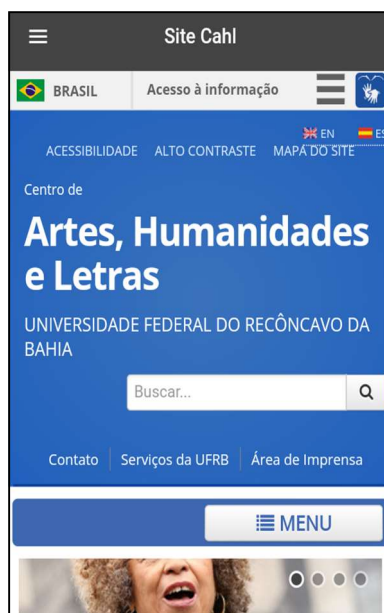 Site Cahl
BRASIL Acesso à informação
EN ES
ACESSIBILIDADE ALTO CONTRASTE MAPA DO SITE
Centro de
Artes, Humanidades
e Letras
UNIVERSIDADE FEDERAL DO RECÔNCAVO DA
BAHIA
Buscar...
Contato Serviços da UFRB Área de Imprensa
MENU